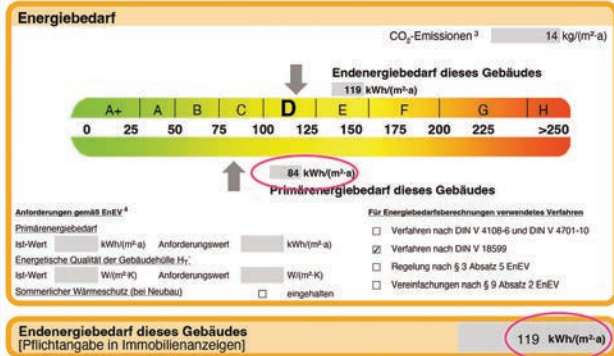 Energiebedarf
CO₂-Emissionen ³ 14 kg/(m²·a)
Endenergiebedarf dieses Gebäudes
119 kWh/(m²·a)
A+ A B C D E F G H
0 25 50 75 100 125 150 175 200 225 >250
84 kWh/(m²·a)
Primärenergiebedarf dieses Gebäudes
Anforderungen gemäß EnEV ⁴
Primärenergiebedarf
Ist-Wert kWh/(m²·a) Anforderungswert kWh/(m²·a)
Energetische Qualität der Gebäudehülle H_T'
Ist-Wert W/(m²·K) Anforderungswert W/(m²·K)
Sommerlicher Wärmeschutz (bei Neubau) ☐ eingehalten
Für Energiebedarfsberechnungen verwendetes Verfahren
☐ Verfahren nach DIN V 4108-6 und DIN V 4701-10
☑ Verfahren nach DIN V 18599
☐ Regelung nach § 3 Absatz 5 EnEV
☐ Vereinfachungen nach § 9 Absatz 2 EnEV
Endenergiebedarf dieses Gebäudes
[Pflichtangabe in Immobilienanzeigen]
119 kWh/(m²·a)